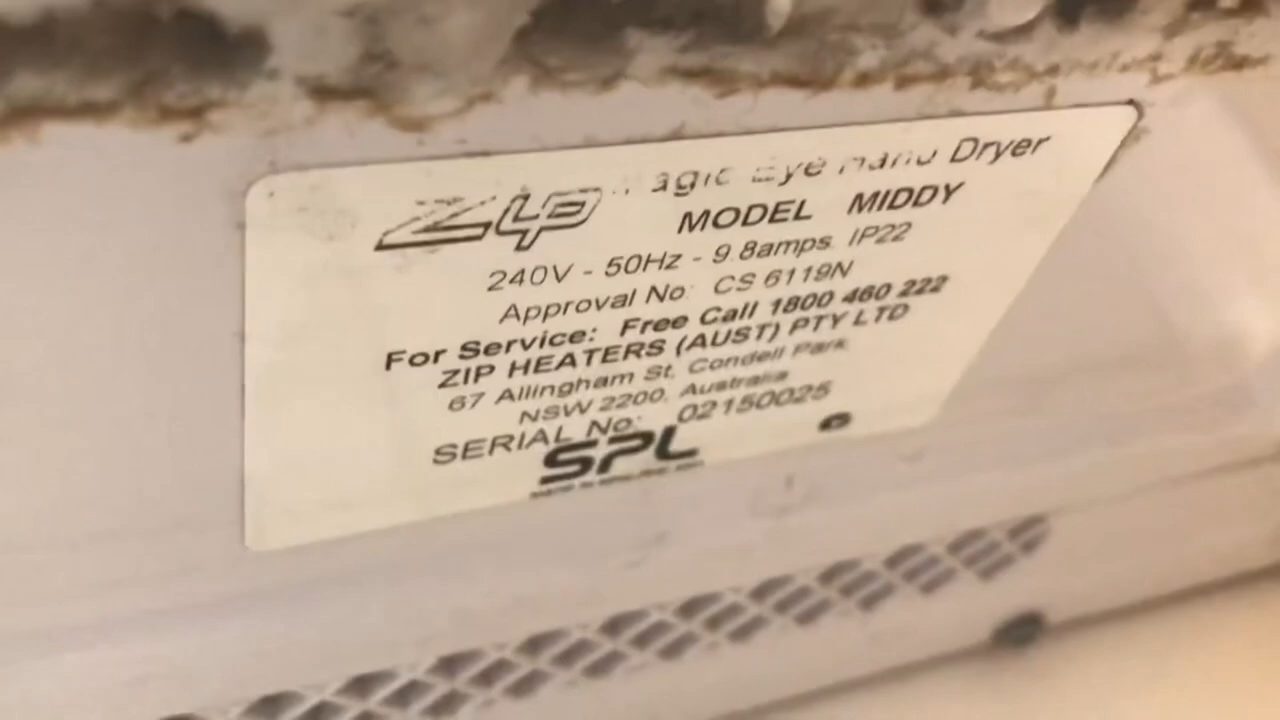 ZIP Magic Eye Hand Dryer
MODEL MIDDY
240V - 50Hz - 9.8amps. IP22
Approval No: CS 6119N
For Service: Free Call 1800 460 222
ZIP HEATERS (AUST) PTY LTD
67 Allingham St, Condell Park
NSW 2200, Australia
SERIAL No: 02150025
SPL